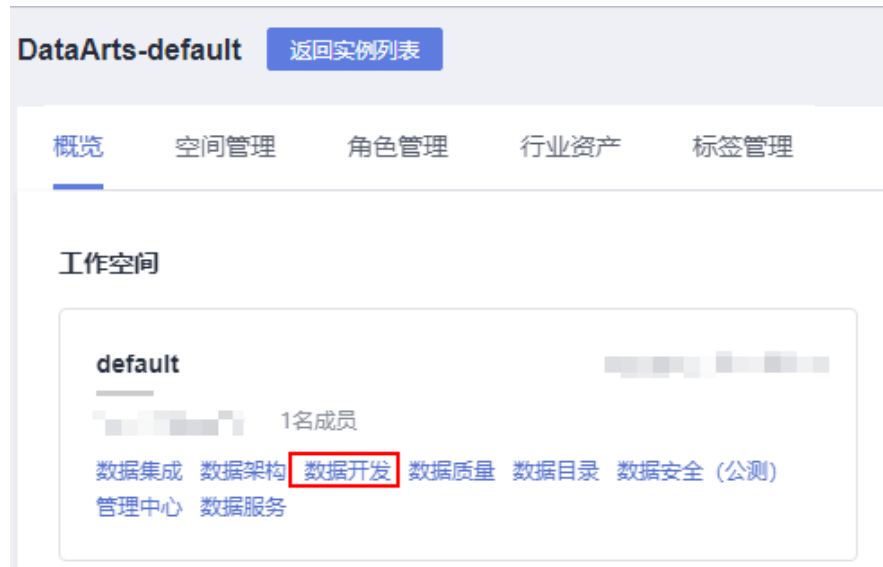 DataArts-default 返回实例列表
概览 空间管理 角色管理 行业资产 标签管理
工作空间
default
1名成员
数据集成 数据架构 数据开发 数据质量 数据目录 数据安全 (公测)
管理中心 数据服务